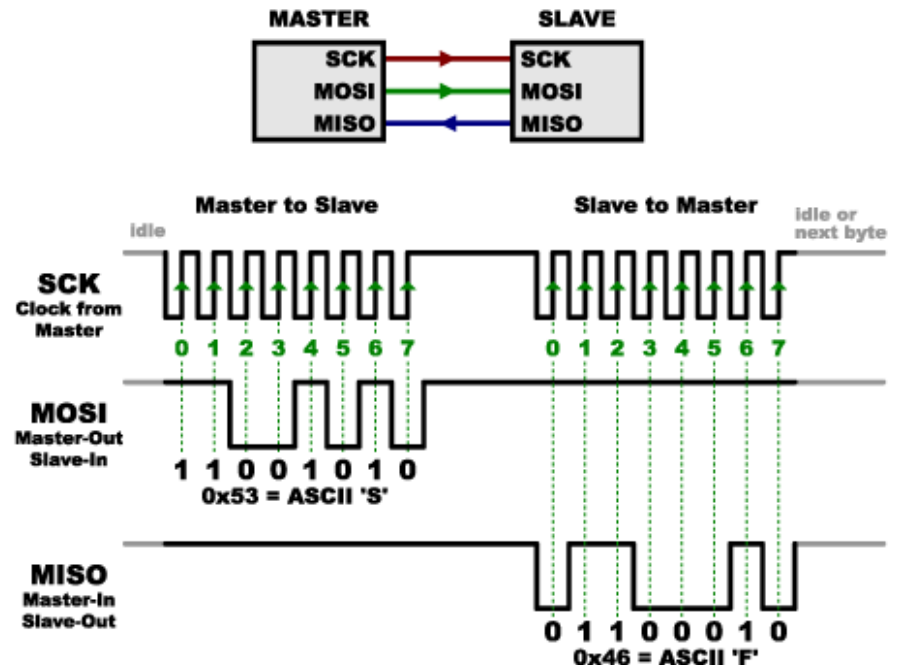 MASTER SLAVE
SCK SCK
MOSI MOSI
MISO MISO
Master to Slave Slave to Master
idle idle or
next byte
SCK
Clock from
Master
0 1 2 3 4 5 6 7 0 1 2 3 4 5 6 7
MOSI
Master-Out
Slave-In
1 1 0 0 1 0 1 0
0x53 = ASCII 'S'
MISO
Master-In
Slave-Out
0 1 1 0 0 0 1 0
0x46 = ASCII 'F'